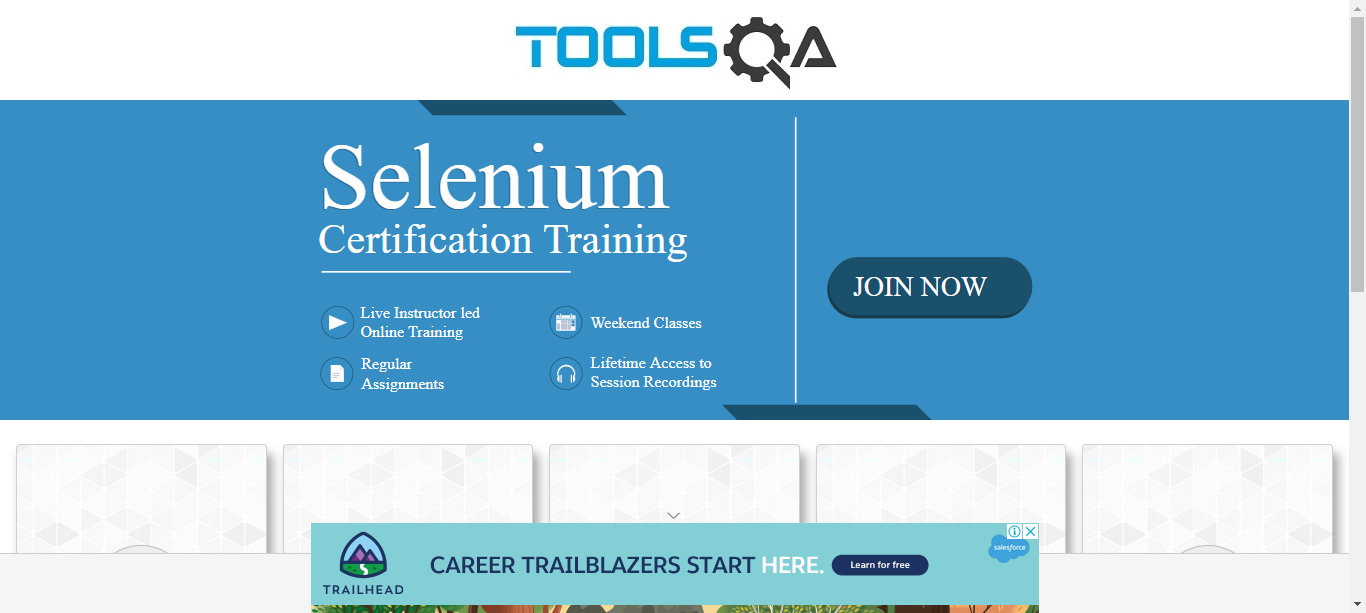 TOOLSQA
Selenium
Certification Training
JOIN NOW
Live Instructor led
Online Training
Weekend Classes
Regular
Assignments
Lifetime Access to
Session Recordings
TRAILHEAD
CAREER TRAILBLAZERS START HERE.
Learn for free
salesforce